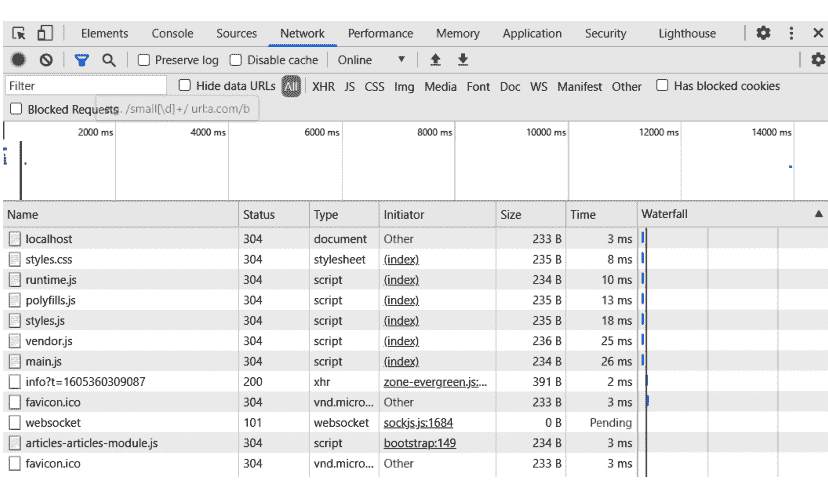 Elements Console Sources Network Performance Memory Application Security Lighthouse
Preserve log Disable cache Online
Filter Hide data URLs All XHR JS CSS Img Media Font Doc WS Manifest Other Has blocked cookies
Blocked Requests /small[\d]+/ url:a.com/b
2000 ms 4000 ms 6000 ms 8000 ms 10000 ms 12000 ms 14000 ms
Name Status Type Initiator Size Time Waterfall
localhost 304 document Other 233 B 3 ms
styles.css 304 stylesheet (index) 235 B 8 ms
runtime.js 304 script (index) 234 B 10 ms
polyfills.js 304 script (index) 235 B 13 ms
styles.js 304 script (index) 235 B 18 ms
vendor.js 304 script (index) 236 B 25 ms
main.js 304 script (index) 234 B 26 ms
info?t=1605360309087 200 xhr zone-evergreen.js:... 391 B 2 ms
favicon.ico 304 vnd.micro... Other 233 B 3 ms
websocket 101 websocket sockjs.js:1684 0 B Pending
articles-articles-module.js 304 script bootstrap:149 234 B 3 ms
favicon.ico 304 vnd.micro... Other 233 B 3 ms